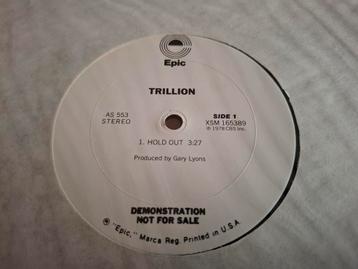 Epic
TRILLION
AS 553
STEREO
SIDE 1
XSM 165389
℗ 1978 CBS Inc.
1. HOLD OUT 3:27
Produced by Gary Lyons
DEMONSTRATION
NOT FOR SALE
® "Epic," Marca Reg. Printed in U.S.A.